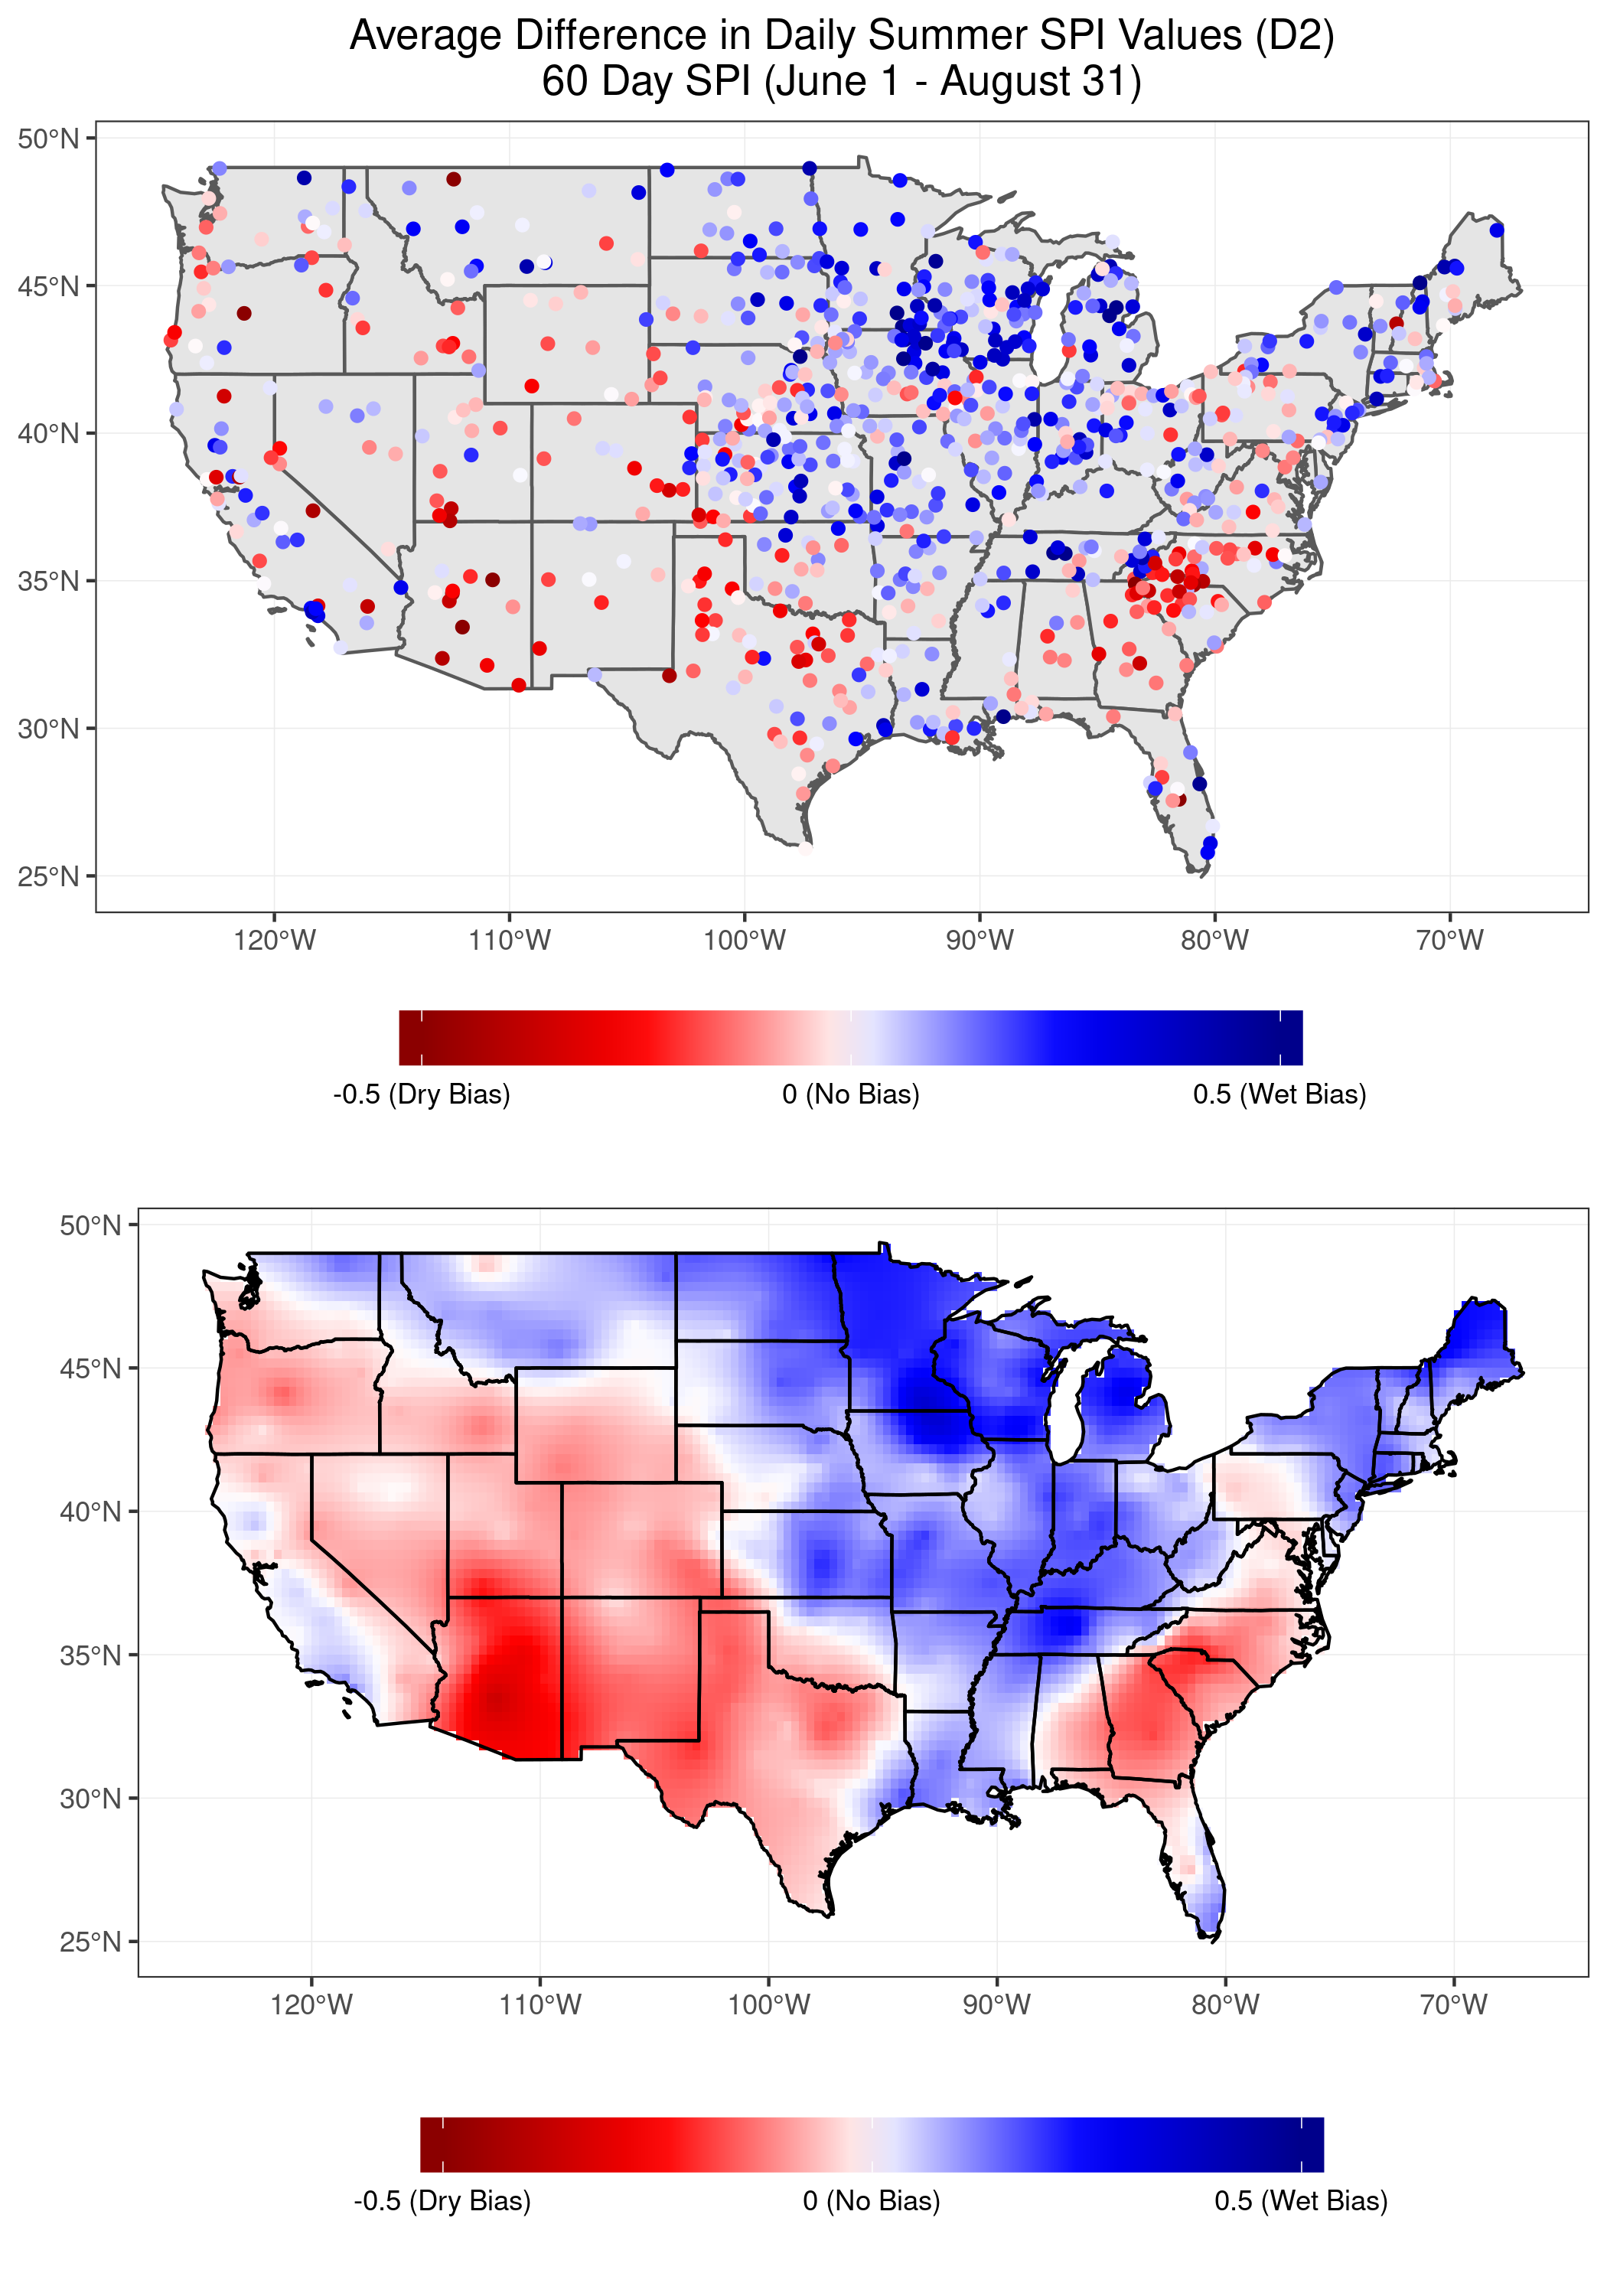 Average Difference in Daily Summer SPI Values (D2)
60 Day SPI (June 1 - August 31)
50°N
45°N
40°N
35°N
30°N
25°N
120°W 110°W 100°W 90°W 80°W 70°W
-0.5 (Dry Bias) 0 (No Bias) 0.5 (Wet Bias)
50°N
45°N
40°N
35°N
30°N
25°N
120°W 110°W 100°W 90°W 80°W 70°W
-0.5 (Dry Bias) 0 (No Bias) 0.5 (Wet Bias)